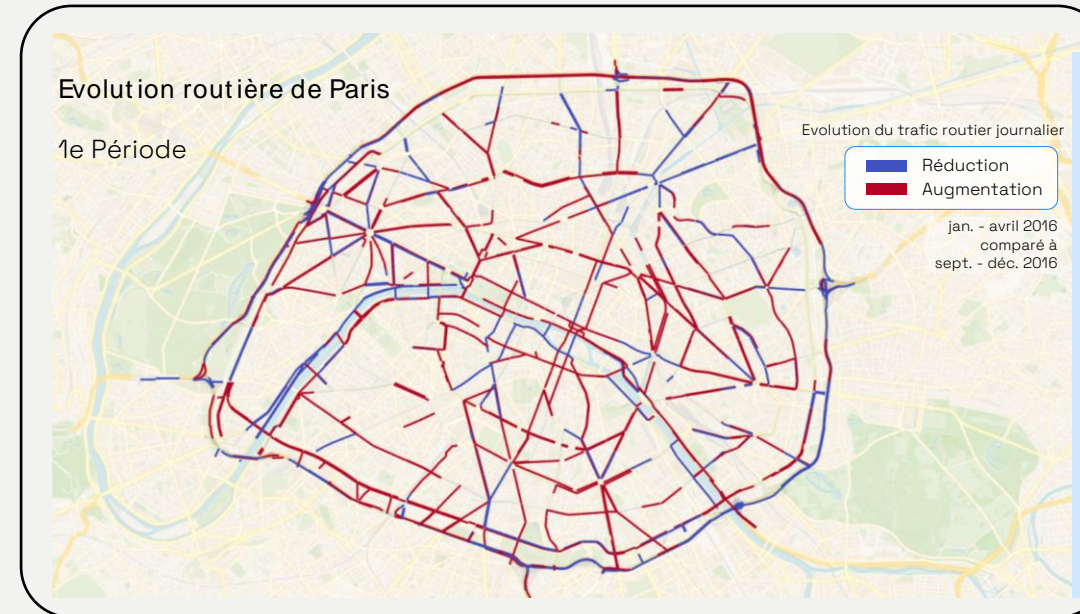 Evolution routière de Paris
1e Période
Evolution du trafic routier journalier
Réduction
Augmentation
jan. - avril 2016
comparé à
sept. - déc. 2016